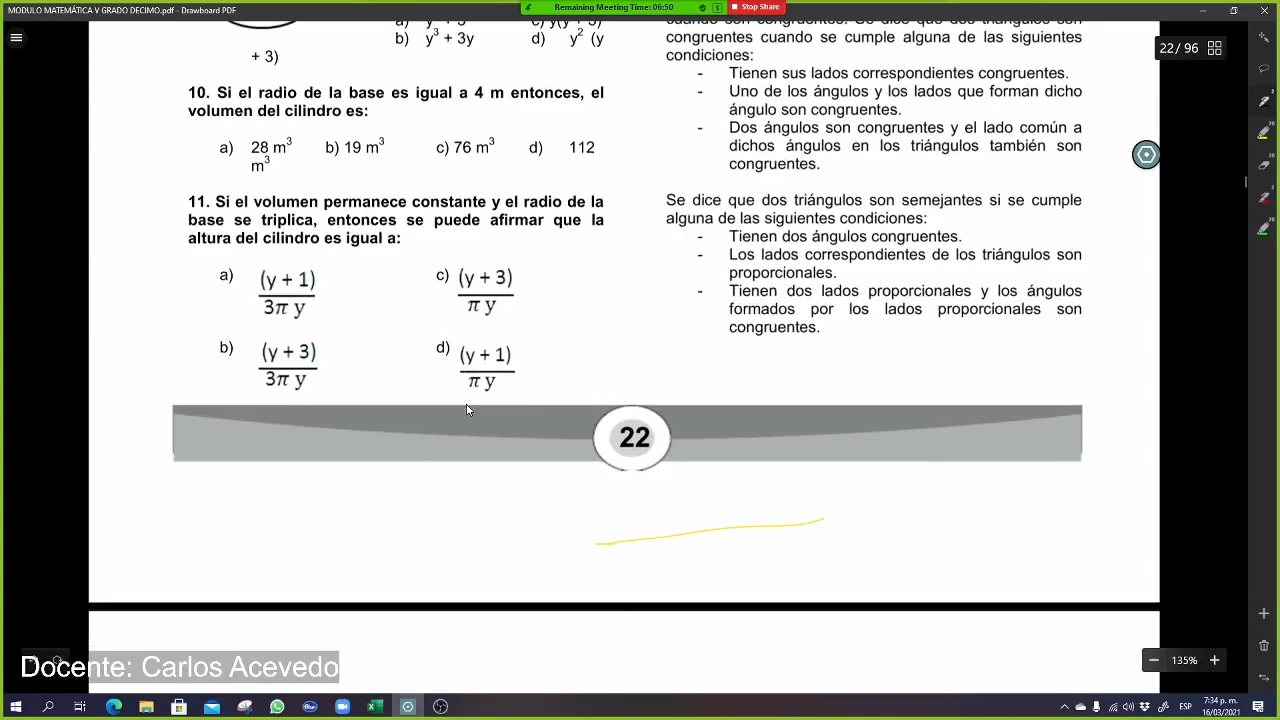 MODULO MATEMÁTICA V GRADO DECIMO.pdf - Drawboard PDF
Remaining Meeting Time: 06:50
Stop Share
22 / 96
b) y³ + 3y d) y² (y
+ 3)
10. Si el radio de la base es igual a 4 m entonces, el
volumen del cilindro es:
a) 28 m³ b) 19 m³ c) 76 m³ d) 112
m³
11. Si el volumen permanece constante y el radio de la
base se triplica, entonces se puede afirmar que la
altura del cilindro es igual a:
a) (y + 1)
3π y
c) (y + 3)
π y
b) (y + 3)
3π y
d) (y + 1)
π y
congruentes cuando se cumple alguna de las siguientes
condiciones:
- Tienen sus lados correspondientes congruentes.
- Uno de los ángulos y los lados que forman dicho
ángulo son congruentes.
- Dos ángulos son congruentes y el lado común a
dichos ángulos en los triángulos también son
congruentes.
Se dice que dos triángulos son semejantes si se cumple
alguna de las siguientes condiciones:
- Tienen dos ángulos congruentes.
- Los lados correspondientes de los triángulos son
proporcionales.
- Tienen dos lados proporcionales y los ángulos
formados por los lados proporcionales son
congruentes.
22
Docente: Carlos Acevedo
135%
ESP
7:34 p. m.
16/03/2021